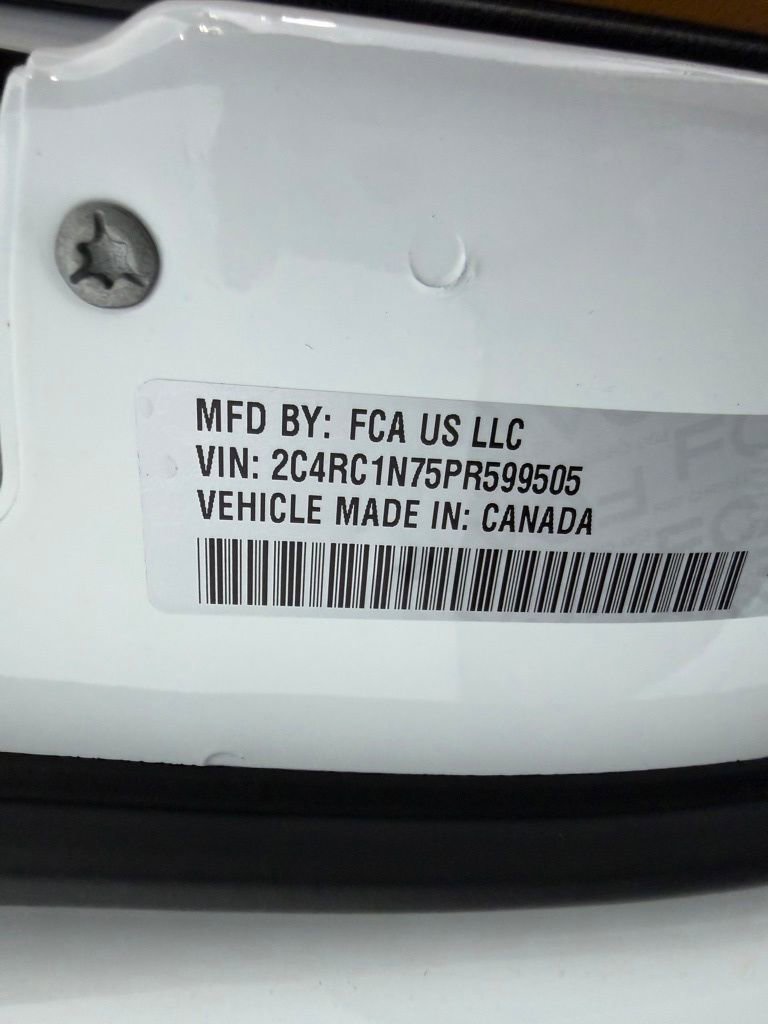 MFD BY: FCA US LLC
VIN: 2C4RC1N75PR599505
VEHICLE MADE IN: CANADA